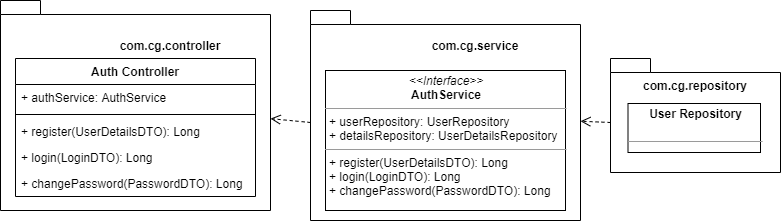 com.cg.controller
Auth Controller
+ authService: AuthService
+ register(UserDetailsDTO): Long
+ login(LoginDTO): Long
+ changePassword(PasswordDTO): Long
com.cg.service
<<Interface>>
AuthService
+ userRepository: UserRepository
+ detailsRepository: UserDetailsRepository
+ register(UserDetailsDTO): Long
+ login(LoginDTO): Long
+ changePassword(PasswordDTO): Long
com.cg.repository
User Repository